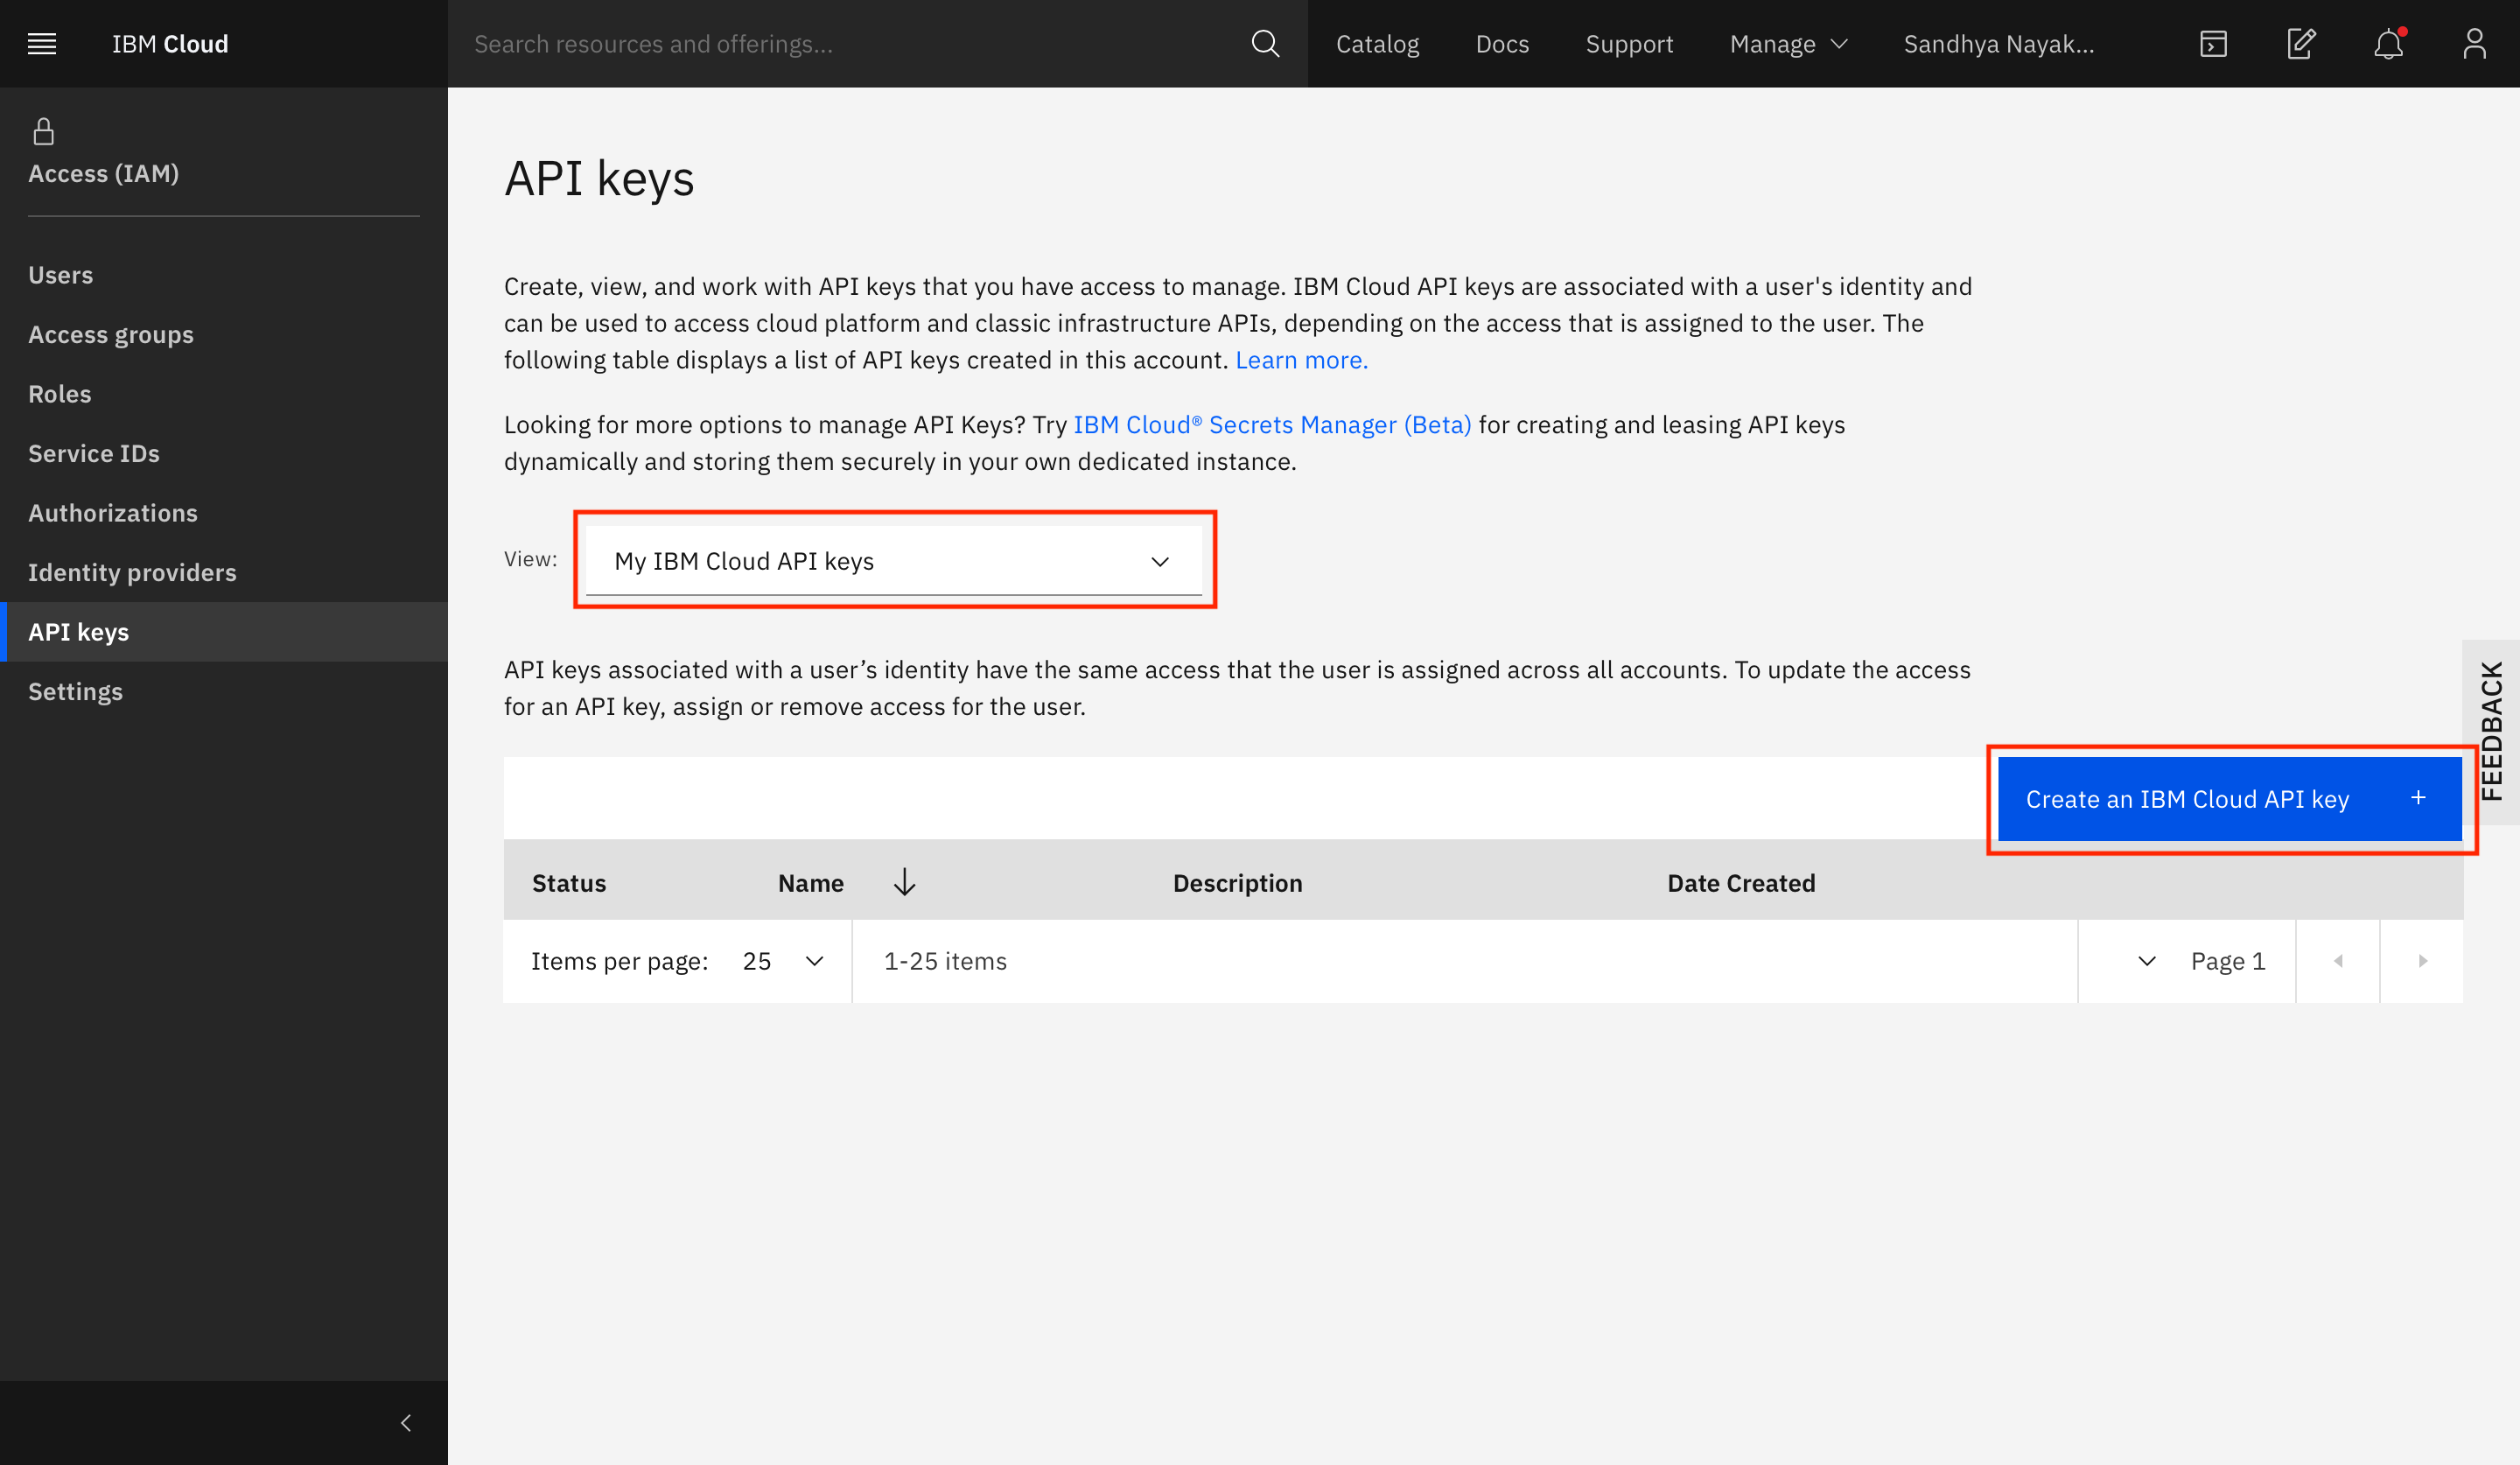 IBM Cloud
Search resources and offerings...
Catalog
Docs
Support
Manage
Sandhya Nayak...
Access (IAM)
Users
Access groups
Roles
Service IDs
Authorizations
Identity providers
API keys
Settings
API keys
Create, view, and work with API keys that you have access to manage. IBM Cloud API keys are associated with a user's identity and
can be used to access cloud platform and classic infrastructure APIs, depending on the access that is assigned to the user. The
following table displays a list of API keys created in this account. Learn more.
Looking for more options to manage API Keys? Try IBM Cloud® Secrets Manager (Beta) for creating and leasing API keys
dynamically and storing them securely in your own dedicated instance.
View:
My IBM Cloud API keys
API keys associated with a user’s identity have the same access that the user is assigned across all accounts. To update the access
for an API key, assign or remove access for the user.
FEEDBACK
Create an IBM Cloud API key +
Status
Name
Description
Date Created
Items per page: 25
1-25 items
Page 1